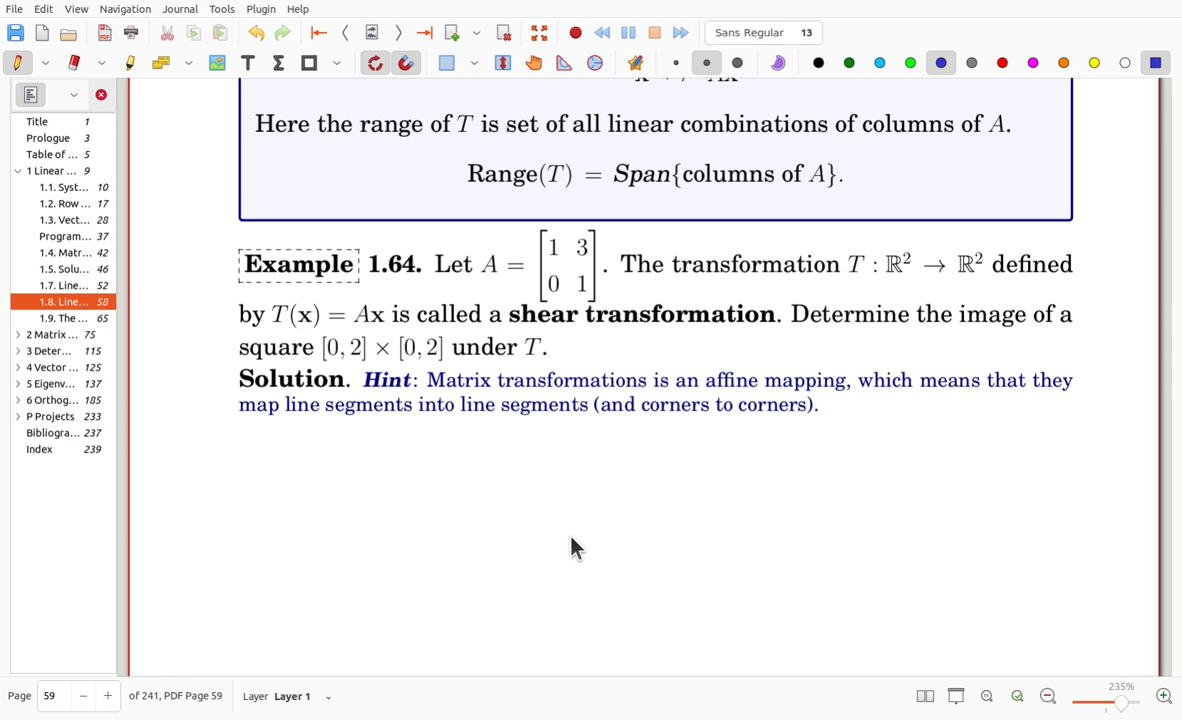 File Edit View Navigation Journal Tools Plugin Help
Sans Regular 13
Title 1
Prologue 3
Table of ... 5
1 Linear ... 9
1.1. Syst... 10
1.2. Row ... 17
1.3. Vect... 28
Program... 37
1.4. Matr... 42
1.5. Solu... 46
1.7. Line... 52
1.8. Line... 58
1.9. The ... 65
2 Matrix ... 75
3 Deter... 115
4 Vector ... 125
5 Eigenv... 137
6 Orthog... 185
P Projects 233
Bibliogra... 237
Index 239
Here the range of T is set of all linear combinations of columns of A.
Range(T) = Span{columns of A}.
Example 1.64. Let A = [1 3; 0 1]. The transformation T : ℝ² → ℝ² defined
by T(x) = Ax is called a shear transformation. Determine the image of a
square [0, 2] × [0, 2] under T.
Solution. Hint: Matrix transformations is an affine mapping, which means that they
map line segments into line segments (and corners to corners).
Page 59 − + of 241, PDF Page 59 Layer Layer 1 235%